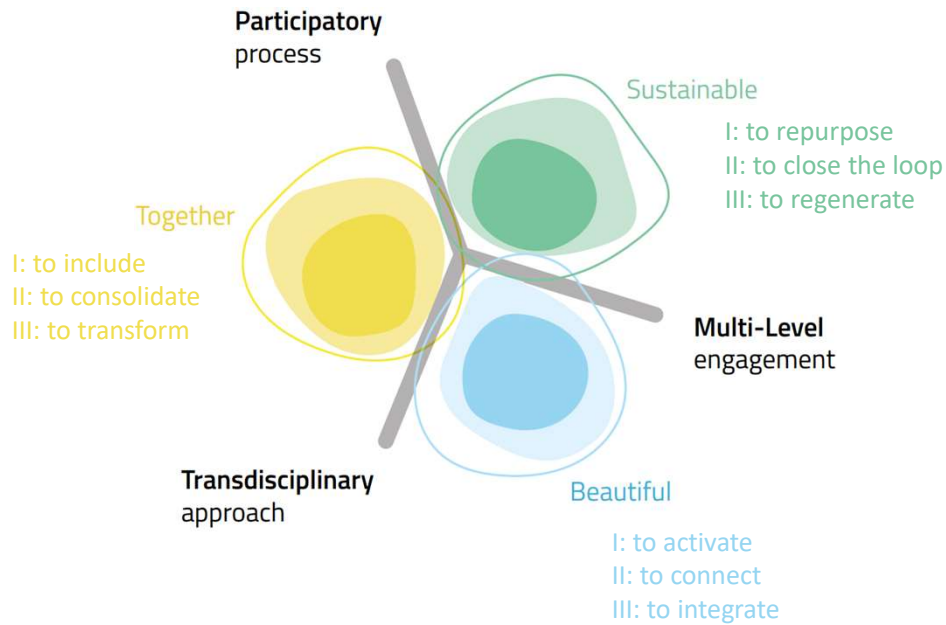 Participatory
process
Sustainable
I: to repurpose
II: to close the loop
III: to regenerate
Together
I: to include
II: to consolidate
III: to transform
Multi-Level
engagement
Transdisciplinary
approach
Beautiful
I: to activate
II: to connect
III: to integrate